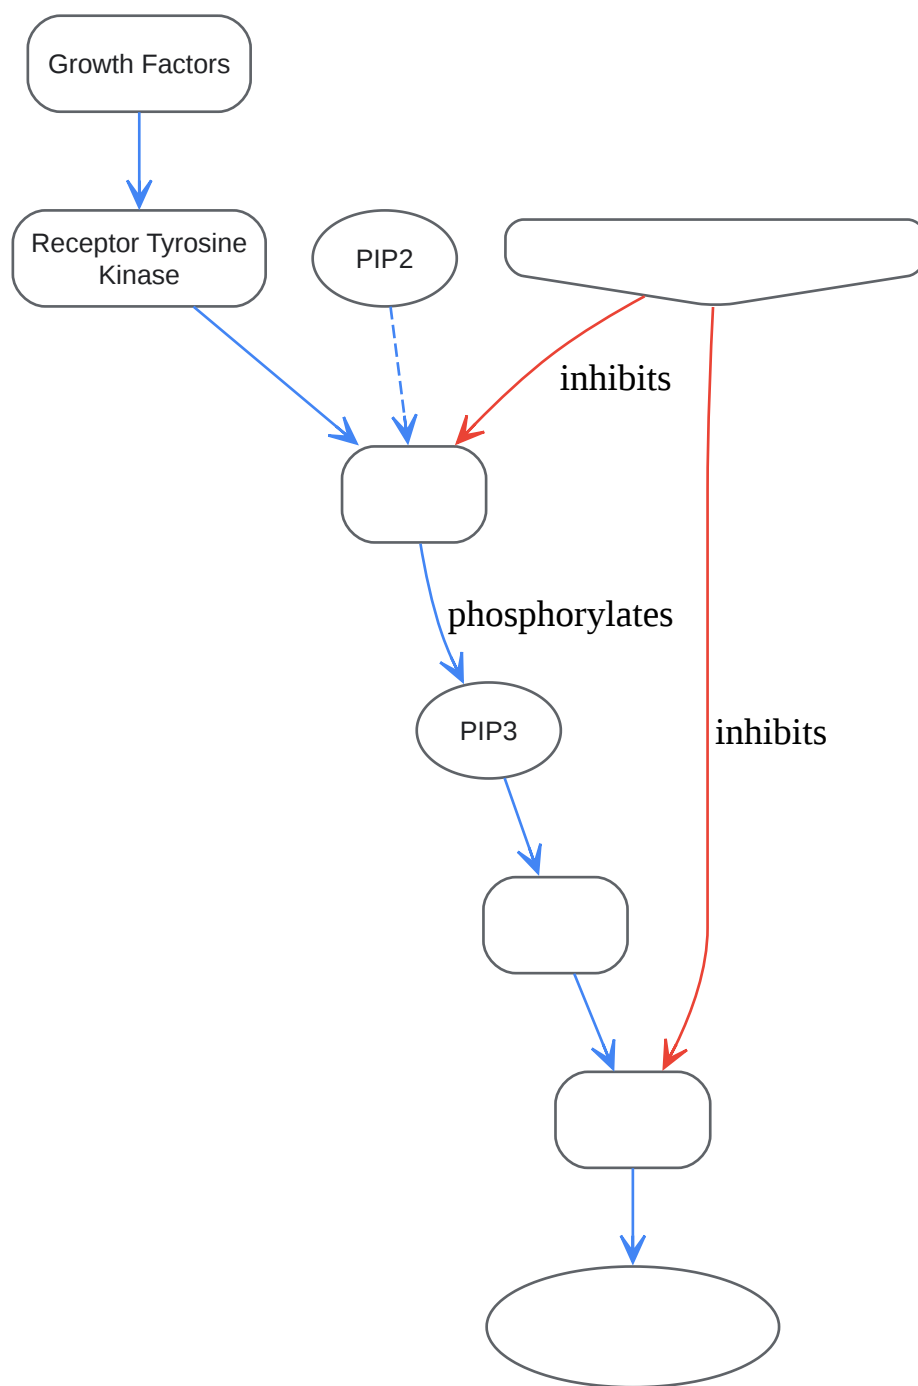 Growth Factors
Receptor Tyrosine
Kinase
PIP2
inhibits
phosphorylates
PIP3
inhibits